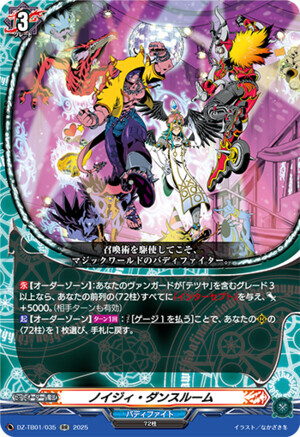 3
グレード
召喚術を駆使してこそ、
マジックワールドのバディファイター。
【オーダーゾーン】:あなたのヴァンガードが「テツヤ」を含むグレード3
以上なら、あなたの前列の〈72柱〉すべてに『インターセプト』を与え、
+5000。(相手ターンも有効)
【オーダーゾーン】ターン1回:[ゲージ1を払う]ことで、あなたの
の〈72柱〉を1枚選び、手札に戻す。
ノイジィ・ダンスルーム
バディファイト
72柱
DZ-TB01/035 2025
イラスト/なかざき冬